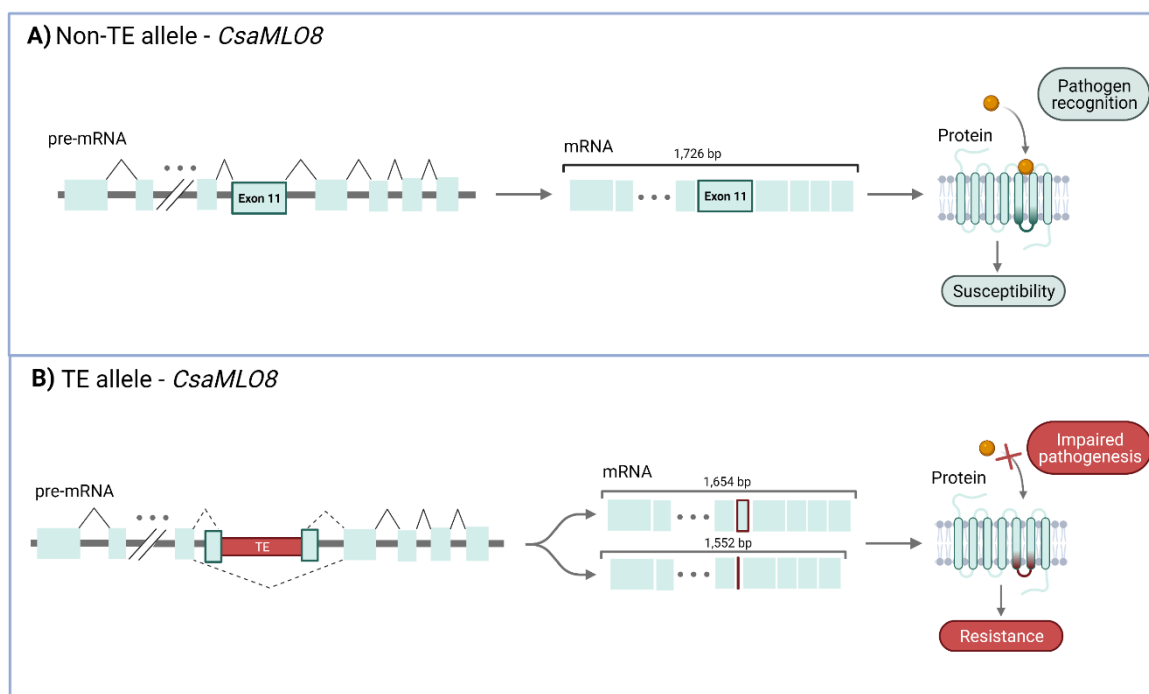 A) Non-TE allele - CsaMLO8
Pathogen
recognition
pre-mRNA
mRNA
Protein
1,726 bp
Exon 11
Exon 11
Susceptibility
B) TE allele - CsaMLO8
Impaired
pathogenesis
mRNA
Protein
1,654 bp
pre-mRNA
TE
1,552 bp
Resistance